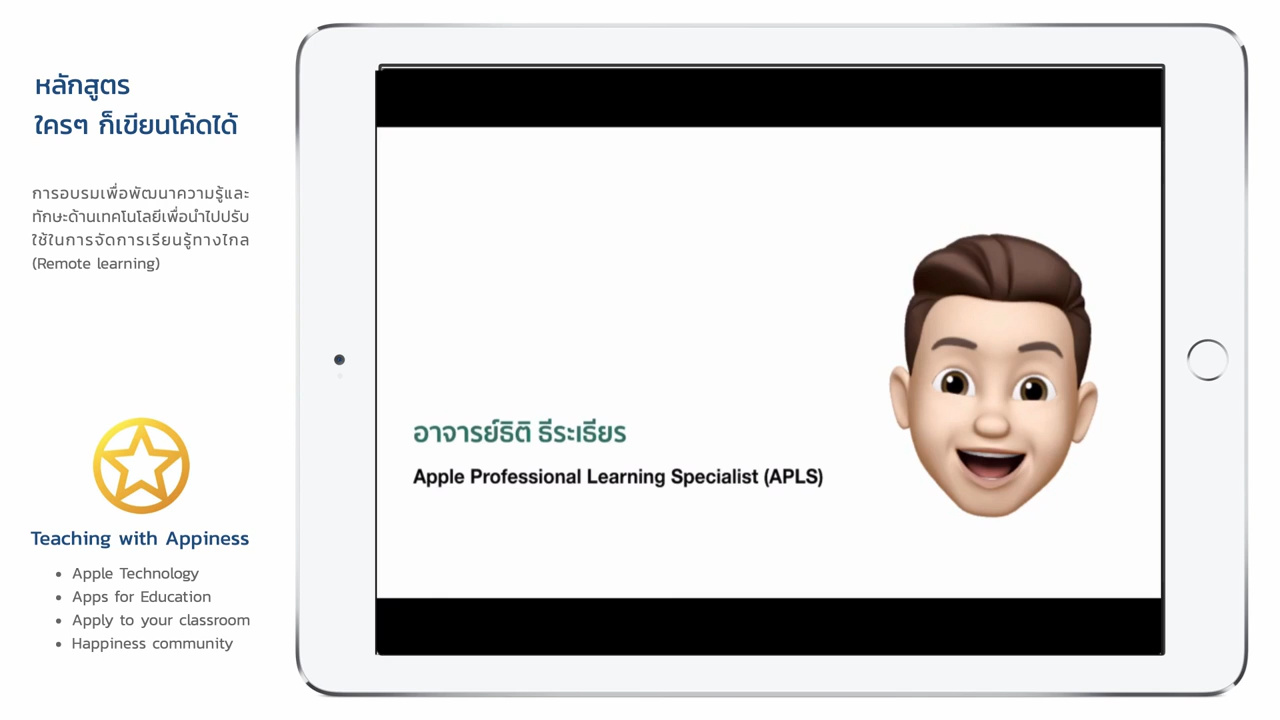 หลักสูตร
ใครๆ ก็เขียนโค้ดได้
การอบรมเพื่อพัฒนาความรู้และ
ทักษะด้านเทคโนโลยีเพื่อนำไปปรับ
ใช้ในการจัดการเรียนรู้ทางไกล
(Remote learning)
Teaching with Appiness
• Apple Technology
• Apps for Education
• Apply to your classroom
• Happiness community
อาจารย์ธิติ ธีระเธียร
Apple Professional Learning Specialist (APLS)